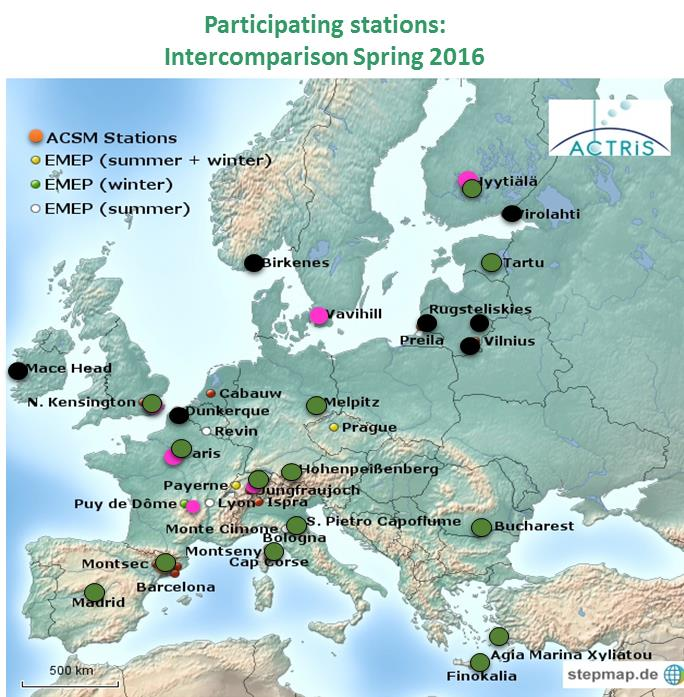 Participating stations:
Intercomparison Spring 2016
ACSM Stations
EMEP (summer + winter)
EMEP (winter)
EMEP (summer)
ACTRiS
Hyytiälä
Virolahti
Birkenes
Tartu
Vavihill
Rugsteliskies
Preila
Vilnius
Mace Head
Cabauw
N. Kensington
Melpitz
Dunkerque
Revin
Prague
Paris
Hohenpeißenberg
Payerne
Jungfraujoch
Puy de Dôme
Lyon
Ispra
S. Pietro Capofiume
Monte Cimone
Bucharest
Bologna
Montseny
Cap Corse
Montsec
Barcelona
Madrid
Agia Marina Xyliatou
Finokalia
500 km
stepmap.de